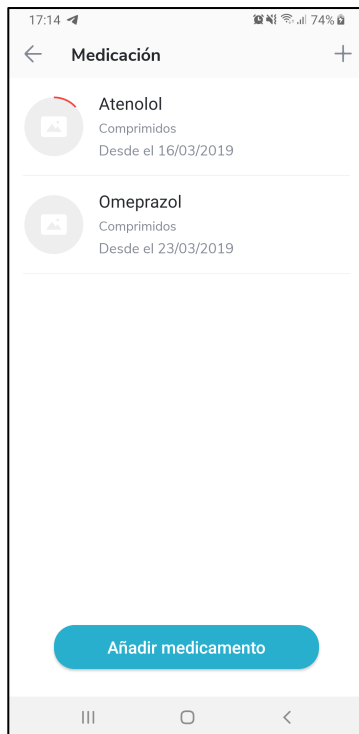 17:14 74%
Medicación
Atenolol
Comprimidos
Desde el 16/03/2019
Omeprazol
Comprimidos
Desde el 23/03/2019
Añadir medicamento